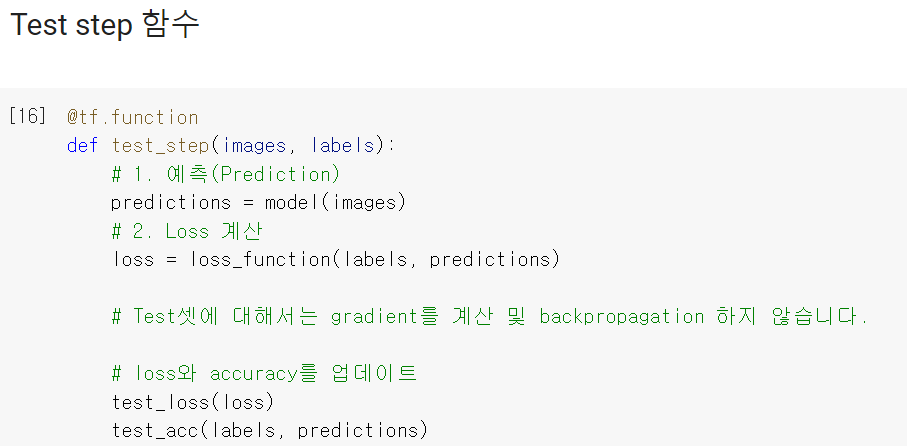 Test step 함수
[16] @tf.function
def test_step(images, labels):
# 1. 예측(Prediction)
predictions = model(images)
# 2. Loss 계산
loss = loss_function(labels, predictions)
# Test셋에 대해서는 gradient를 계산 및 backpropagation 하지 않습니다.
# loss와 accuracy를 업데이트
test_loss(loss)
test_acc(labels, predictions)